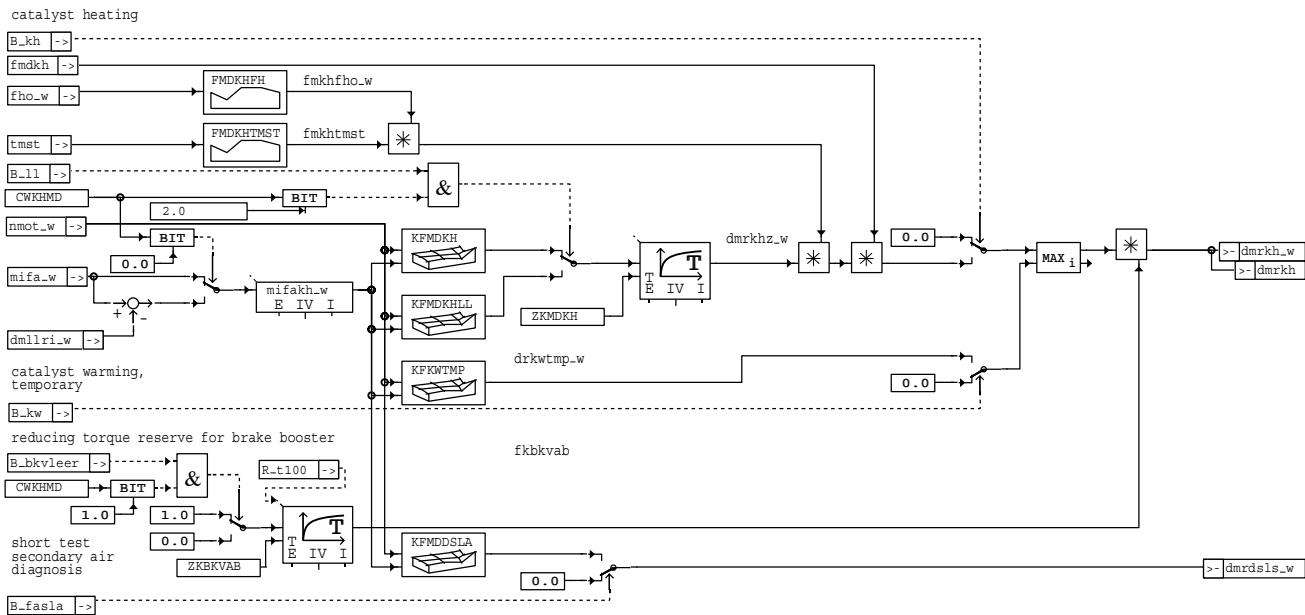 catalyst heating
B_kh ->
fmdkh ->
FMDKHFH
fmkhfho_w
fho_w ->
FMDKHTMST
fmkhtmst
tmst ->
*
*
*
*
B_ll ->
&
CWKHMD
BIT
2.0
nmot_w ->
BIT
0.0
KFMDKH
dmrkhz_w
0.0
MAX i
>- dmrkh_w
>- dmrkh
mifa_w ->
mifakh_w
E IV I
T
T
E IV I
+
-
KFMDKHLL
ZKMDKH
dmllri_w ->
drkwtmp_w
catalyst warming,
temporary
KFKWTMP
0.0
B_kw ->
reducing torque reserve for brake booster
fkbkvab
B_bkvleer ->
&
R_t100 ->
CWKHMD
BIT
1.0
1.0
0.0
T
T
E IV I
short test
secondary air
diagnosis
ZKBKVAB
KFMDDSLA
0.0
>- dmrdsls_w
B_fasla ->